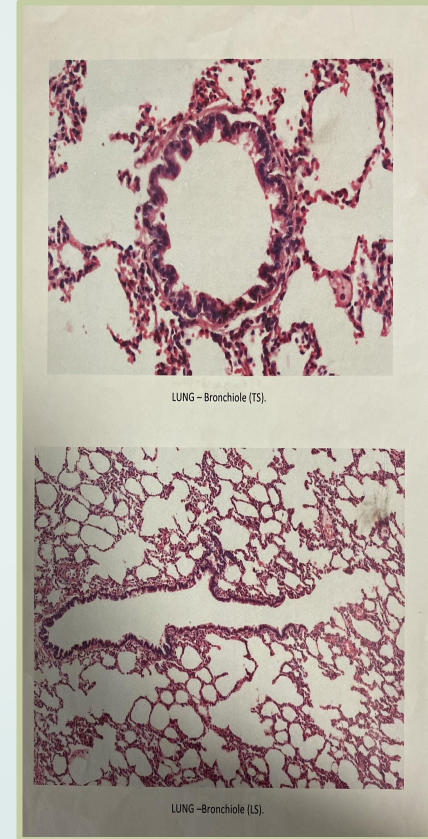 LUNG – Bronchiole (TS).
LUNG –Bronchiole (LS).